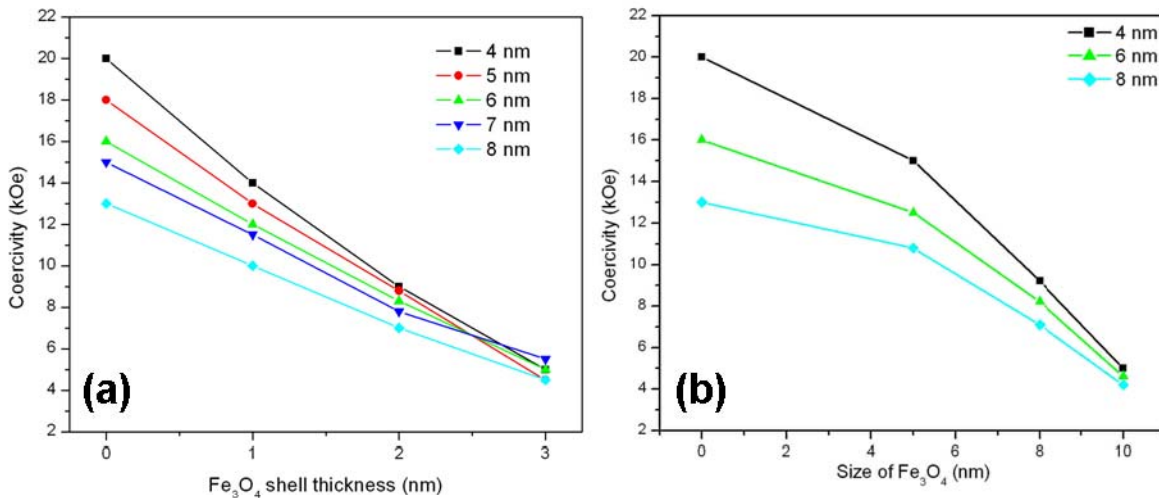 22
20
18
16
14
12
10
8
6
4
2
Coercivity (kOe)
4 nm
5 nm
6 nm
7 nm
8 nm
(a)
0 1 2 3
Fe₃O₄ shell thickness (nm)
22
20
18
16
14
12
10
8
6
4
2
Coercivity (kOe)
4 nm
6 nm
8 nm
(b)
0 2 4 6 8 10
Size of Fe₃O₄ (nm)